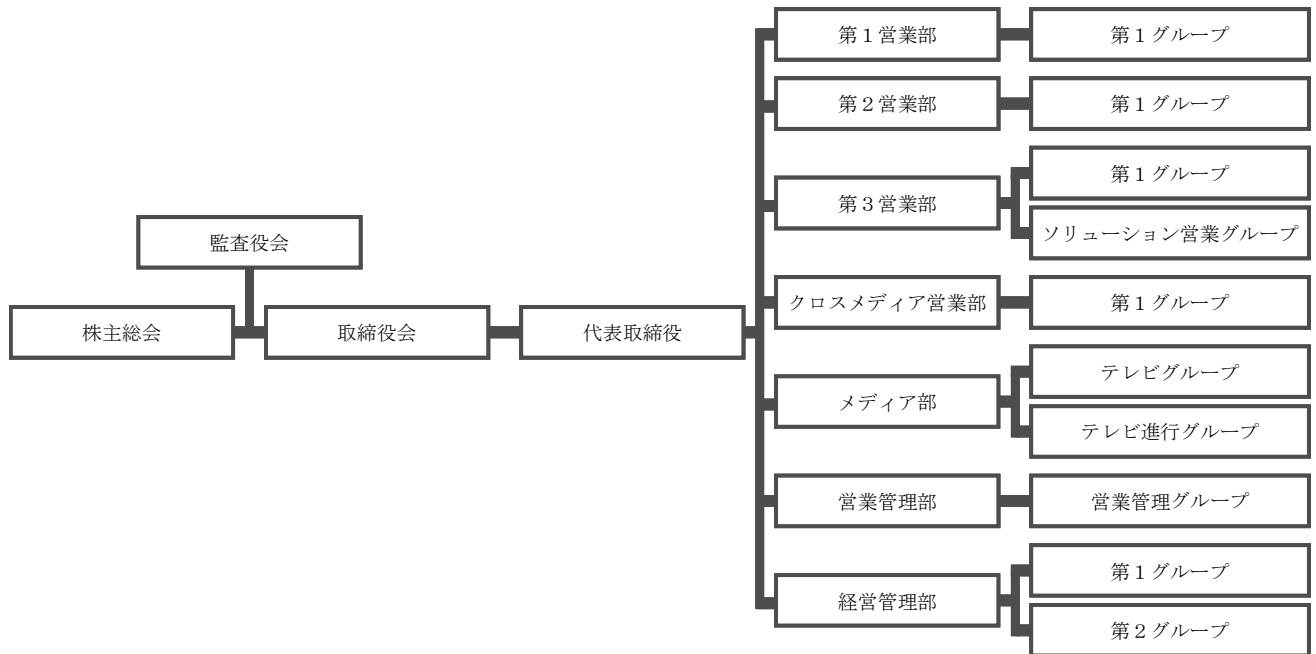 監査役会
株主総会
取締役会
代表取締役
第１営業部
第１グループ
第２営業部
第１グループ
第３営業部
第１グループ
ソリューション営業グループ
クロスメディア営業部
第１グループ
メディア部
テレビグループ
テレビ進行グループ
営業管理部
営業管理グループ
経営管理部
第１グループ
第２グループ